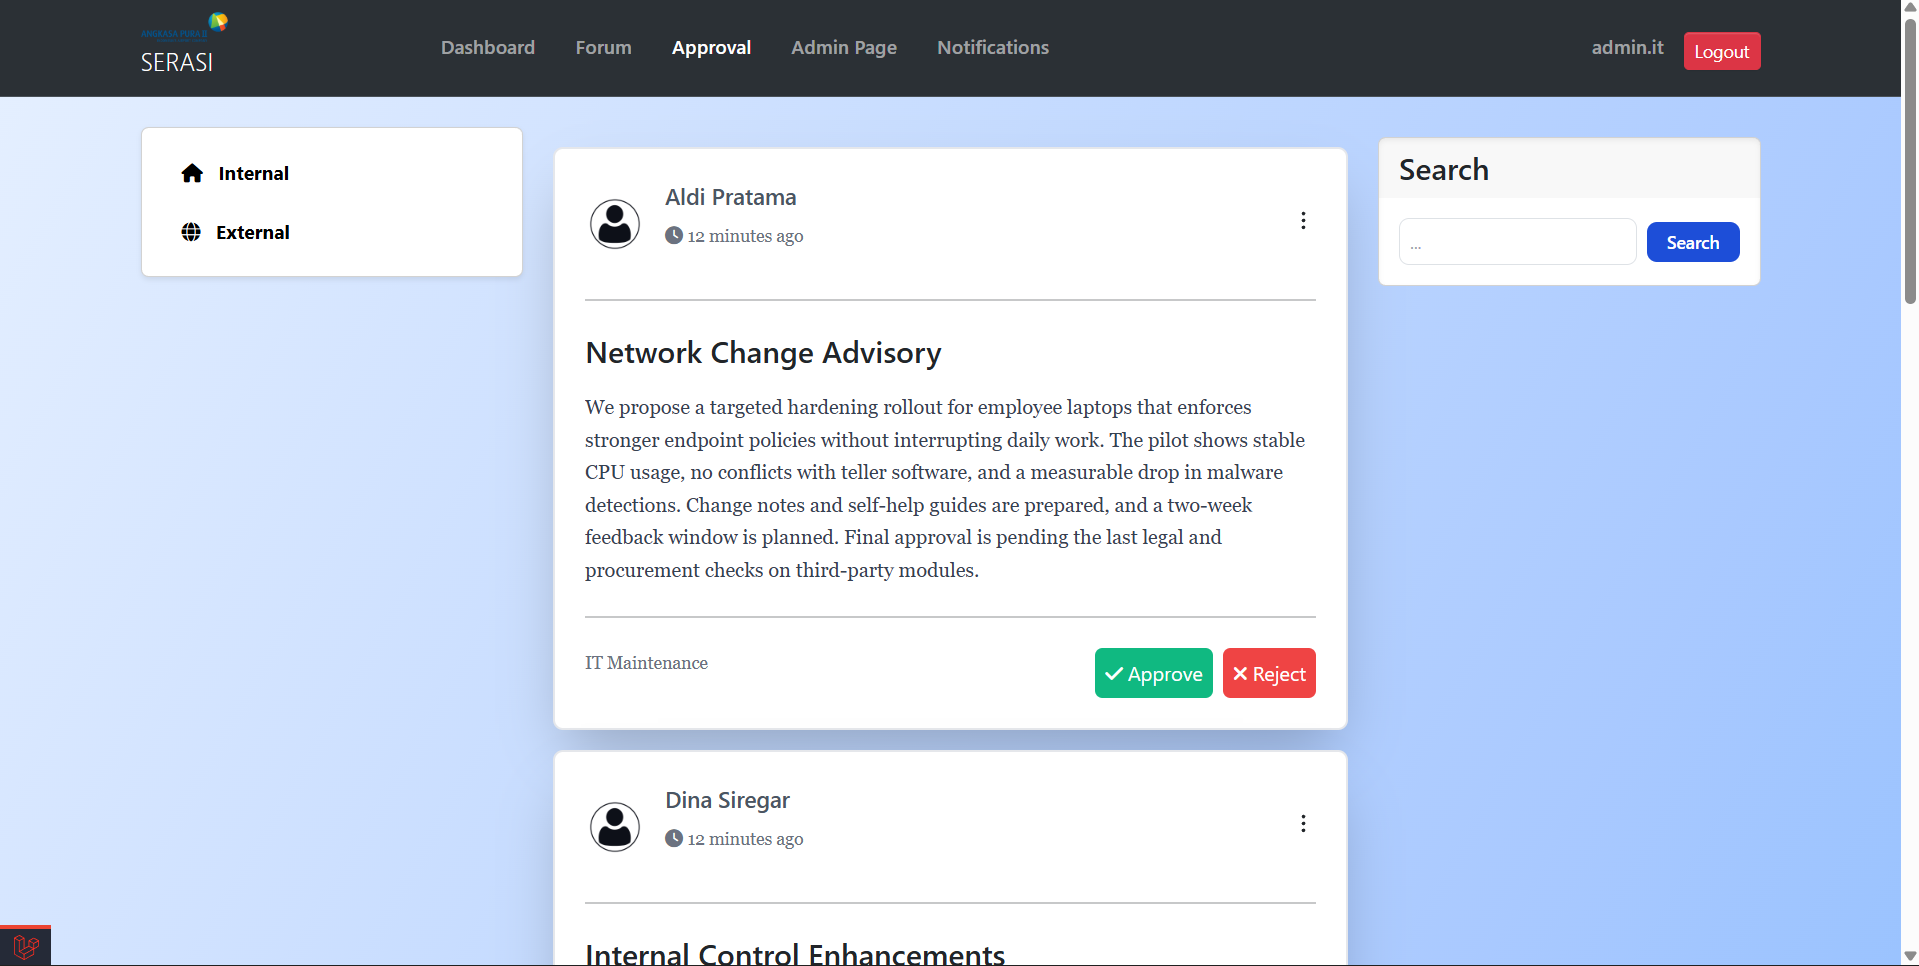 ANGKASA PURA II
SERASI
Dashboard
Forum
Approval
Admin Page
Notifications
admin.it
Logout
Internal
External
Aldi Pratama
12 minutes ago
Network Change Advisory
We propose a targeted hardening rollout for employee laptops that enforces
stronger endpoint policies without interrupting daily work. The pilot shows stable
CPU usage, no conflicts with teller software, and a measurable drop in malware
detections. Change notes and self-help guides are prepared, and a two-week
feedback window is planned. Final approval is pending the last legal and
procurement checks on third-party modules.
IT Maintenance
Approve
Reject
Dina Siregar
12 minutes ago
Internal Control Enhancements
Search
...
Search